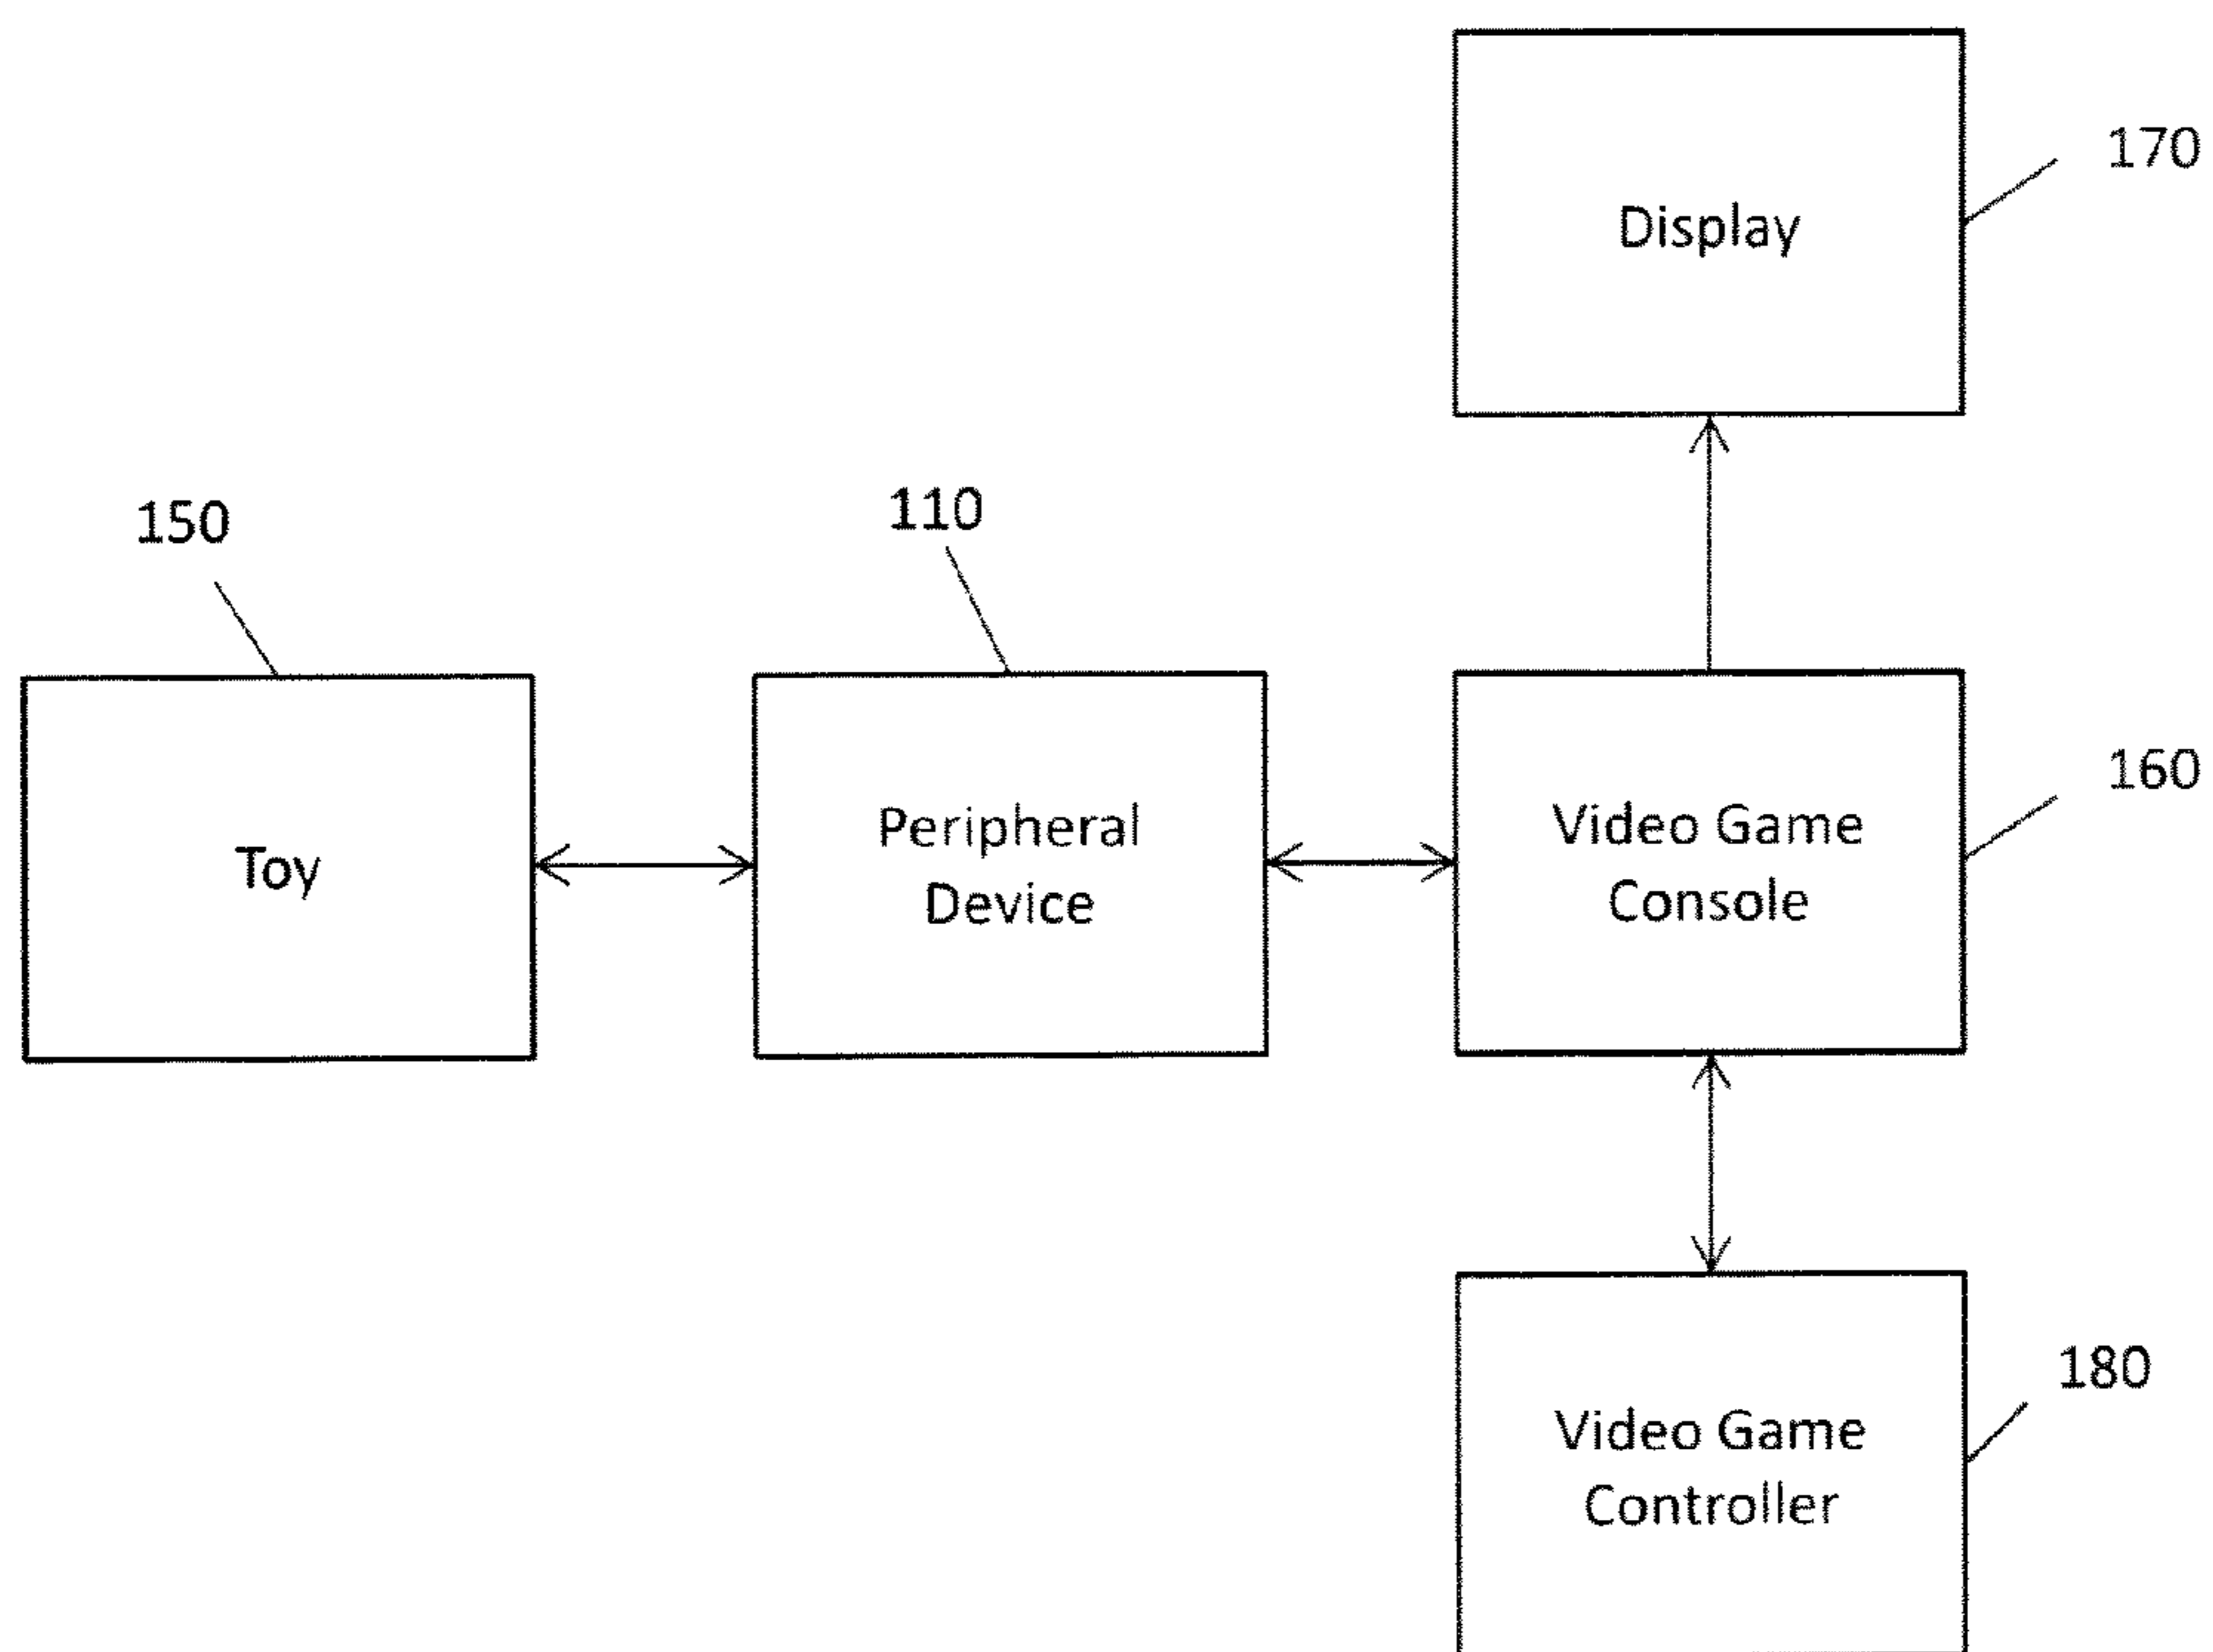 170
Display
150
110
160
Toy
Peripheral
Device
Video Game
Console
180
Video Game
Controller